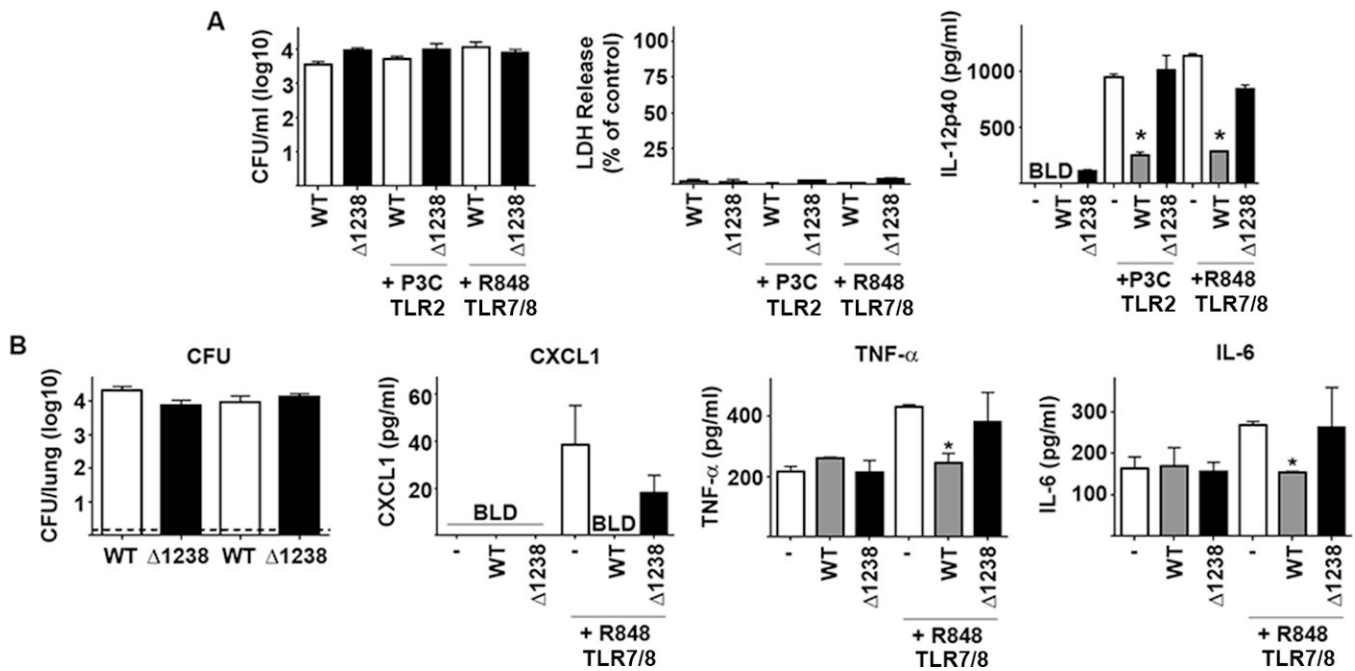 A
CFU/ml (log10)
4
3
2
1
WT
Δ1238
WT
Δ1238
WT
Δ1238
+ P3C
TLR2
+ R848
TLR7/8
LDH Release
(% of control)
100
75
50
25
WT
Δ1238
WT
Δ1238
WT
Δ1238
+ P3C
TLR2
+ R848
TLR7/8
IL-12p40 (pg/ml)
1000
500
BLD
*
*
-
WT
Δ1238
-
WT
Δ1238
-
WT
Δ1238
+P3C
TLR2
+R848
TLR7/8
B
CFU
CFU/lung (log10)
4
3
2
1
WT Δ1238 WT Δ1238
CXCL1
CXCL1 (pg/ml)
60
40
20
BLD
BLD
-
WT
Δ1238
-
WT
Δ1238
+ R848
TLR7/8
TNF-α
TNF-α (pg/ml)
400
200
*
-
WT
Δ1238
-
WT
Δ1238
+ R848
TLR7/8
IL-6
IL-6 (pg/ml)
300
200
100
*
-
WT
Δ1238
-
WT
Δ1238
+ R848
TLR7/8